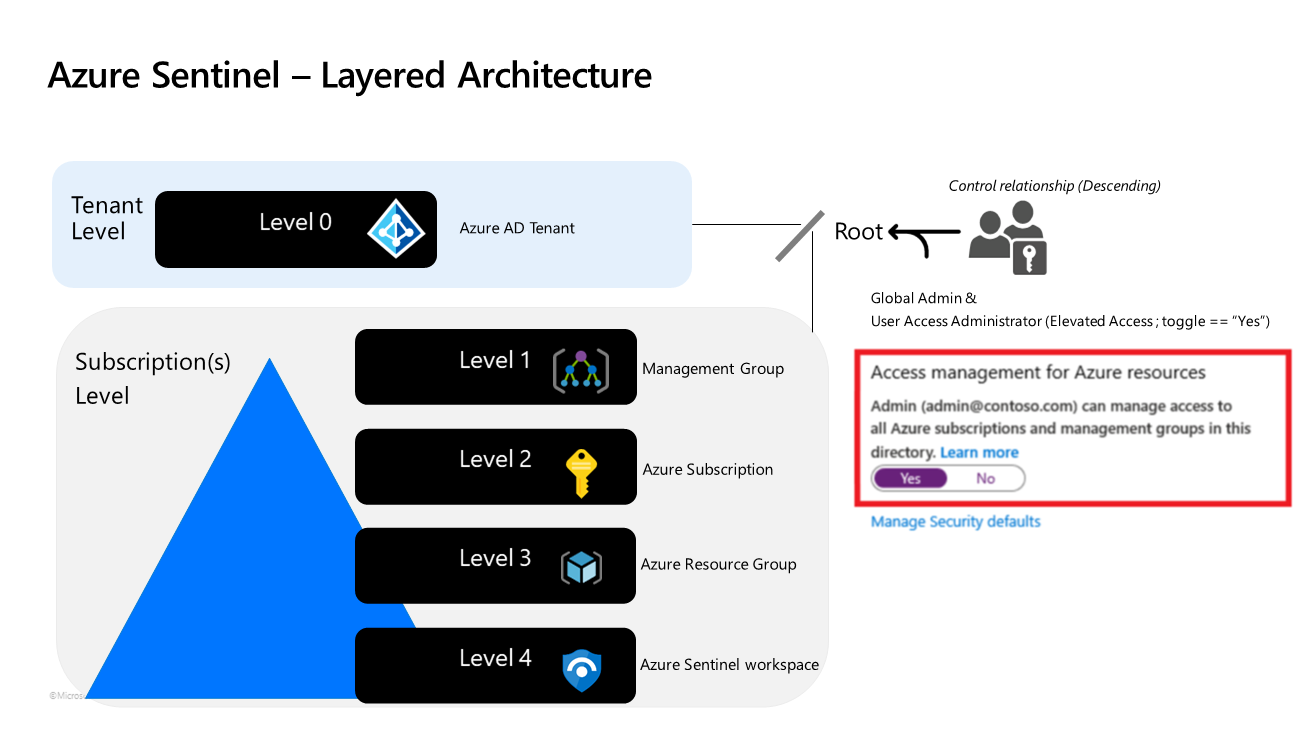 Azure Sentinel – Layered Architecture
Tenant
Level
Level 0
Azure AD Tenant
Control relationship (Descending)
Root
Global Admin &
User Access Administrator (Elevated Access ; toggle == “Yes”)
Subscription(s)
Level
Level 1
Management Group
Level 2
Azure Subscription
Level 3
Azure Resource Group
Level 4
Azure Sentinel workspace
Access management for Azure resources
Admin (admin@contoso.com) can manage access to
all Azure subscriptions and management groups in this
directory. Learn more
Yes No
Manage Security defaults